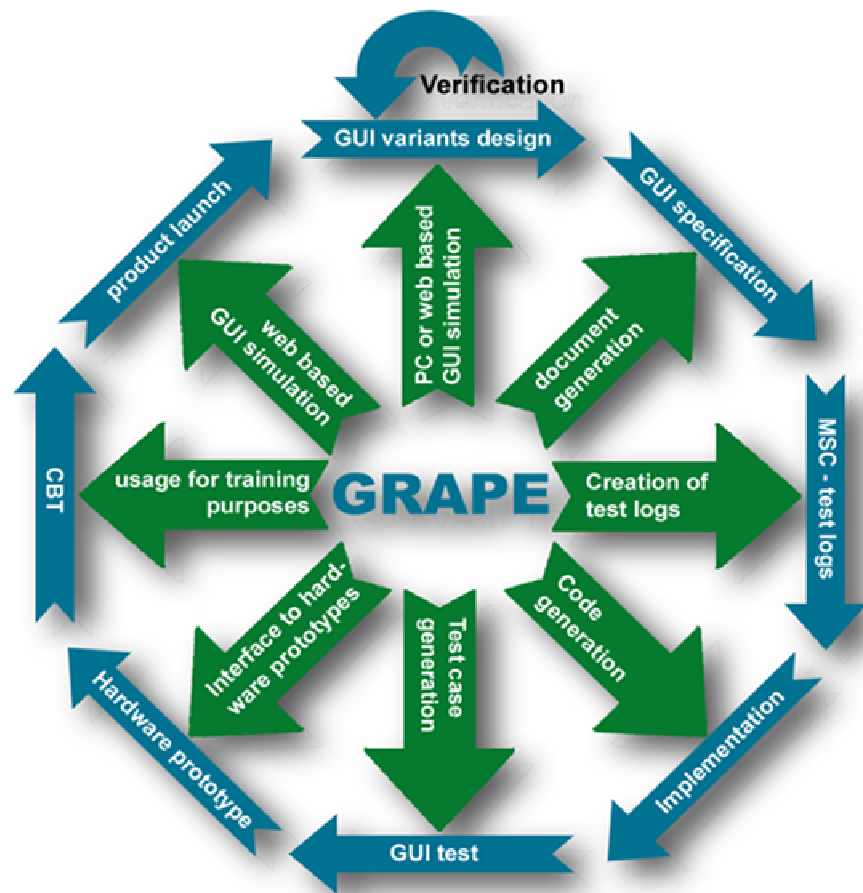 Verification
GUI variants design
GUI specification
MSC - test logs
Implementation
GUI test
Hardware prototype
CBT
product launch
PC or web based
GUI simulation
document
generation
Creation of
test logs
Code
generation
Test case
generation
Interface to hard-
ware prototypes
usage for training
purposes
web based
GUI simulation
GRAPE